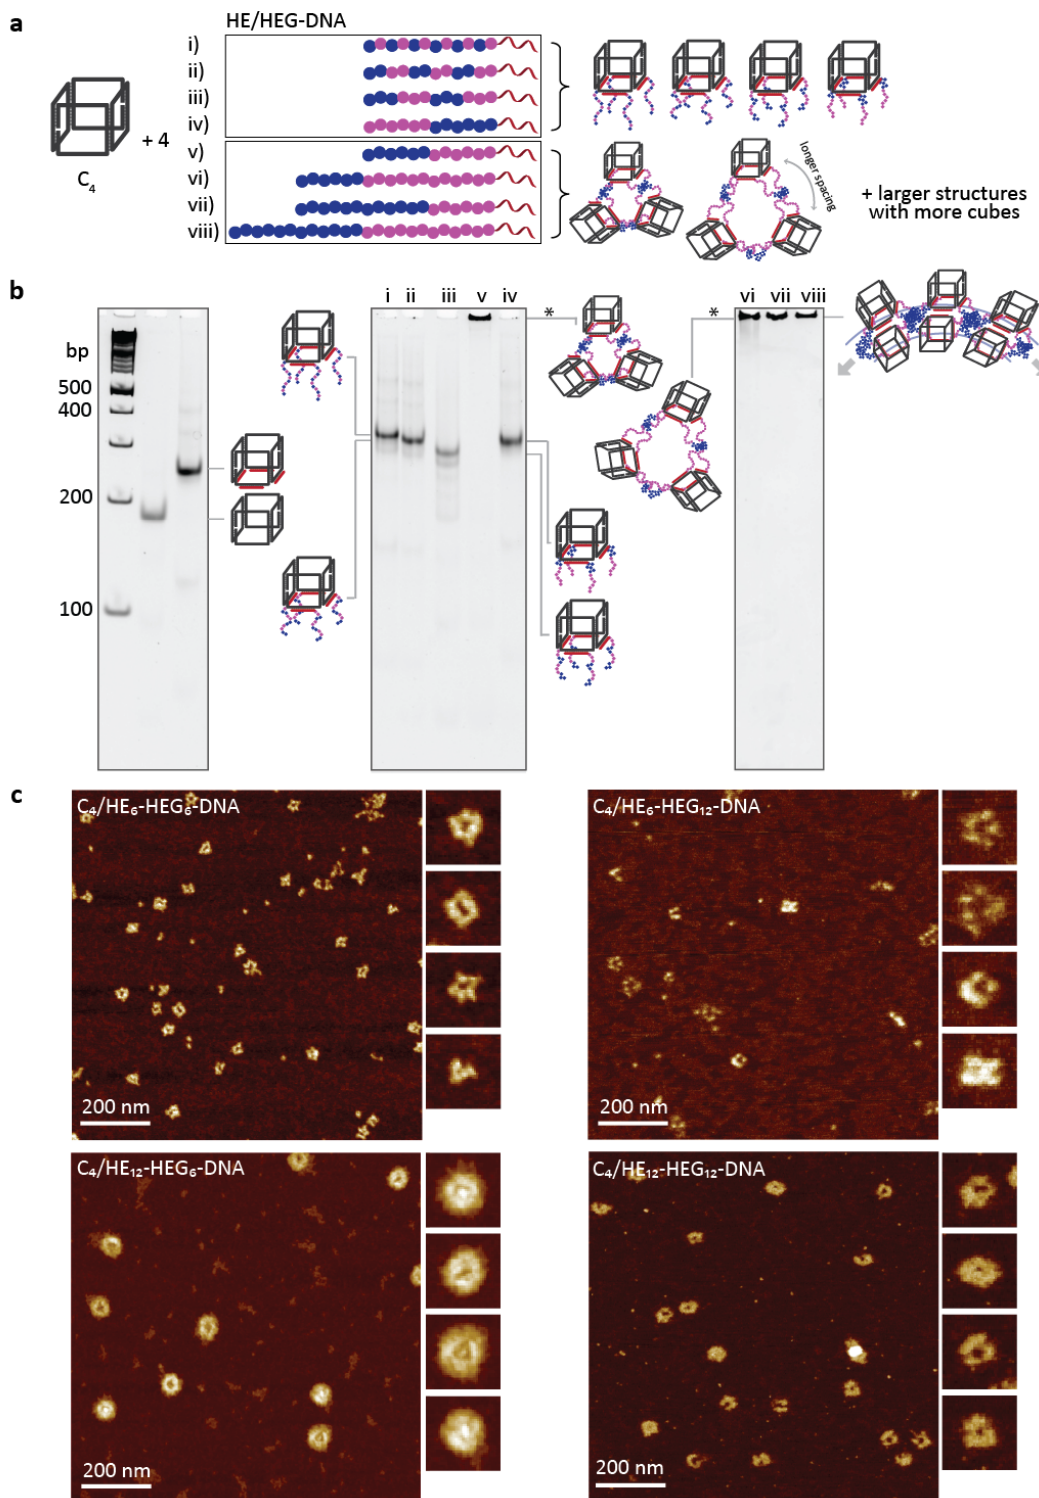 a
HE/HEG-DNA
i)
ii)
iii)
iv)
v)
vi)
vii)
viii)
C4
+ 4
longer spacing
+ larger structures
with more cubes
b
bp
500
400
200
100
i ii iii v iv
*
*
vi vii viii
c
C₄/HE₆-HEG₆-DNA
200 nm
C₄/HE₆-HEG₁₂-DNA
200 nm
C₄/HE₁₂-HEG₆-DNA
200 nm
C₄/HE₁₂-HEG₁₂-DNA
200 nm